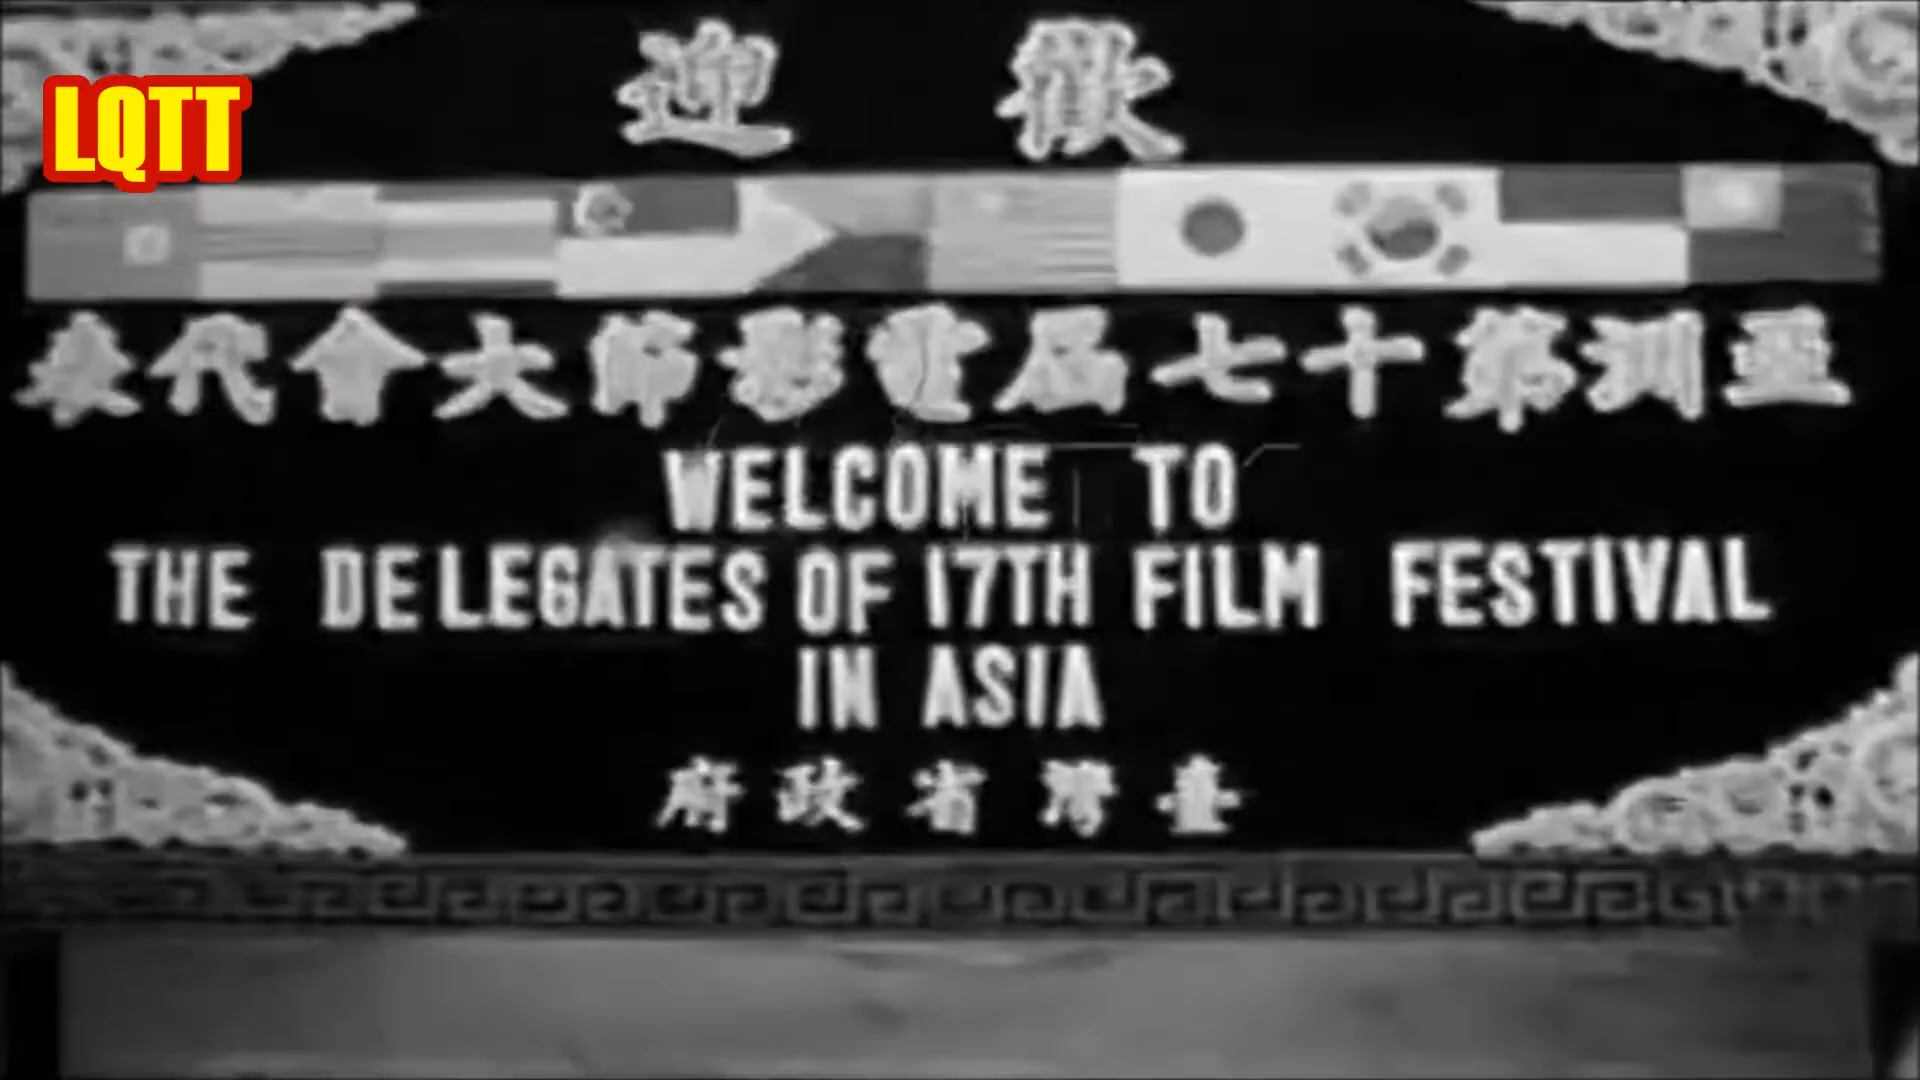 LQTT
歡迎
亞洲第十七屆電影節大會代表
WELCOME TO
THE DELEGATES OF 17TH FILM FESTIVAL
IN ASIA
臺灣省政府